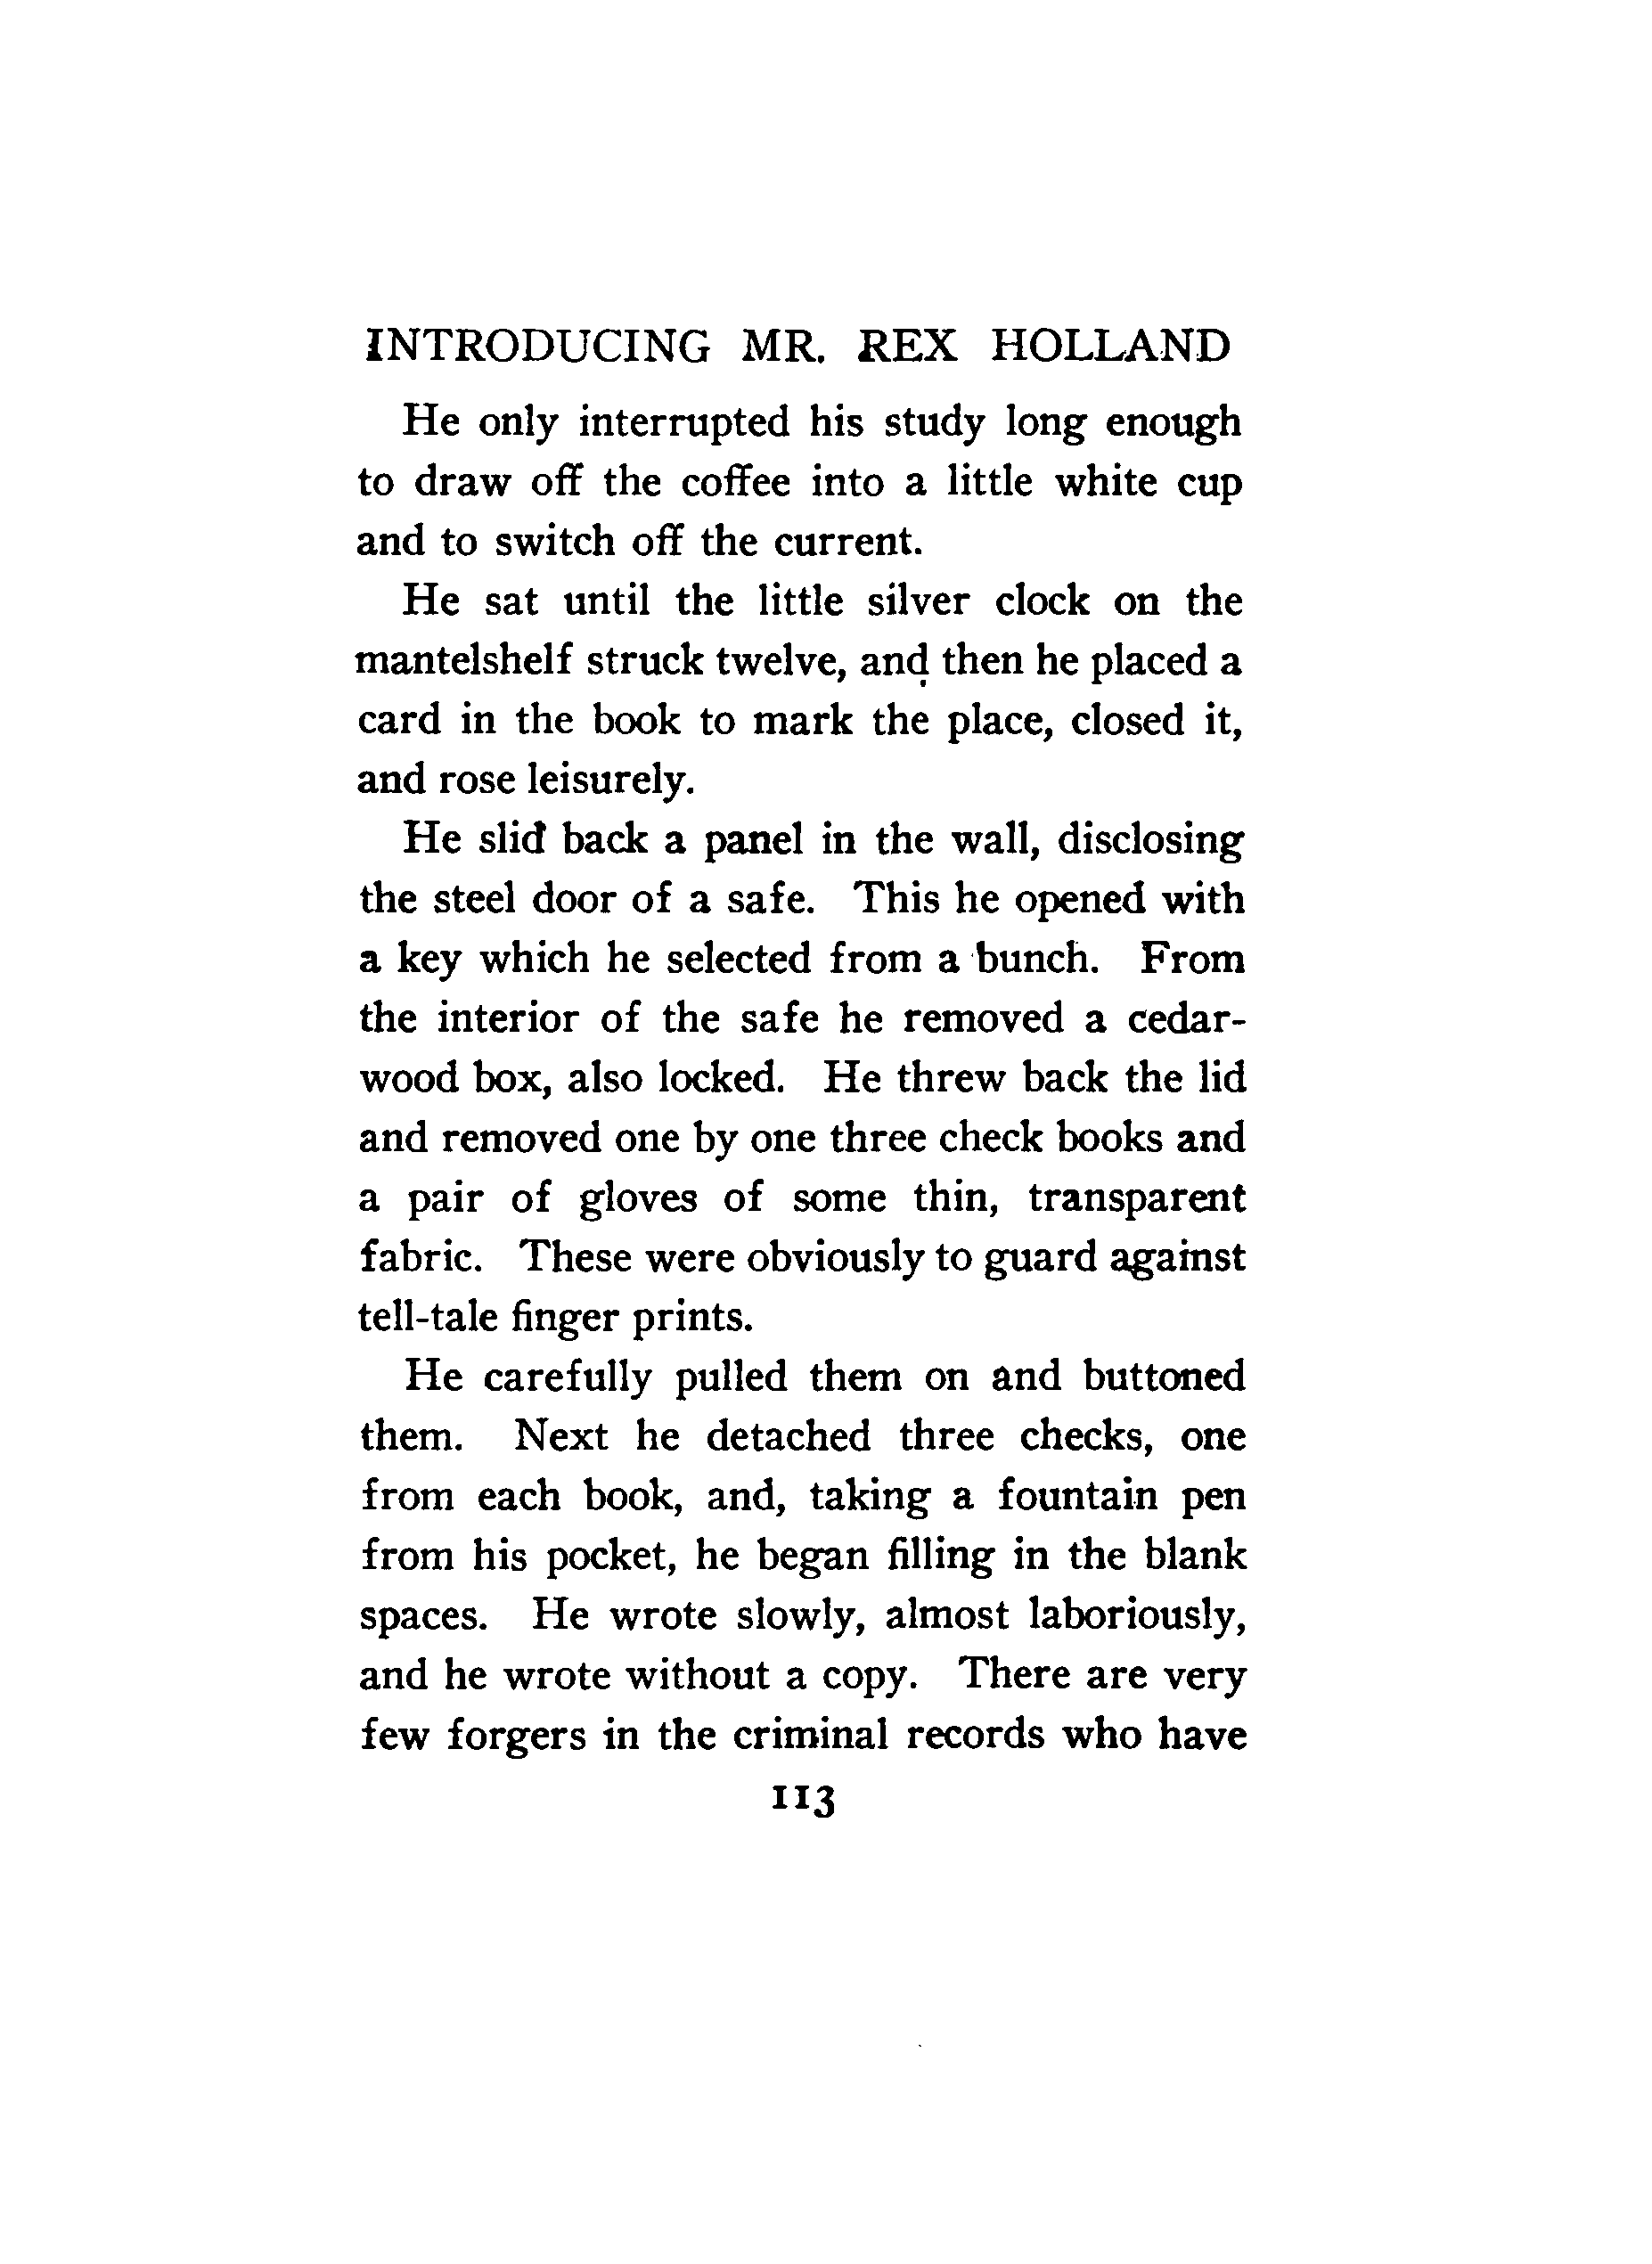 INTRODUCING MR. REX HOLLAND
He only interrupted his study long enough
to draw off the coffee into a little white cup
and to switch off the current.
He sat until the little silver clock on the
mantelshelf struck twelve, and then he placed a
card in the book to mark the place, closed it,
and rose leisurely.
He slid back a panel in the wall, disclosing
the steel door of a safe. This he opened with
a key which he selected from a bunch. From
the interior of the safe he removed a cedar-
wood box, also locked. He threw back the lid
and removed one by one three check books and
a pair of gloves of some thin, transparent
fabric. These were obviously to guard against
tell-tale finger prints.
He carefully pulled them on and buttoned
them. Next he detached three checks, one
from each book, and, taking a fountain pen
from his pocket, he began filling in the blank
spaces. He wrote slowly, almost laboriously,
and he wrote without a copy. There are very
few forgers in the criminal records who have
113